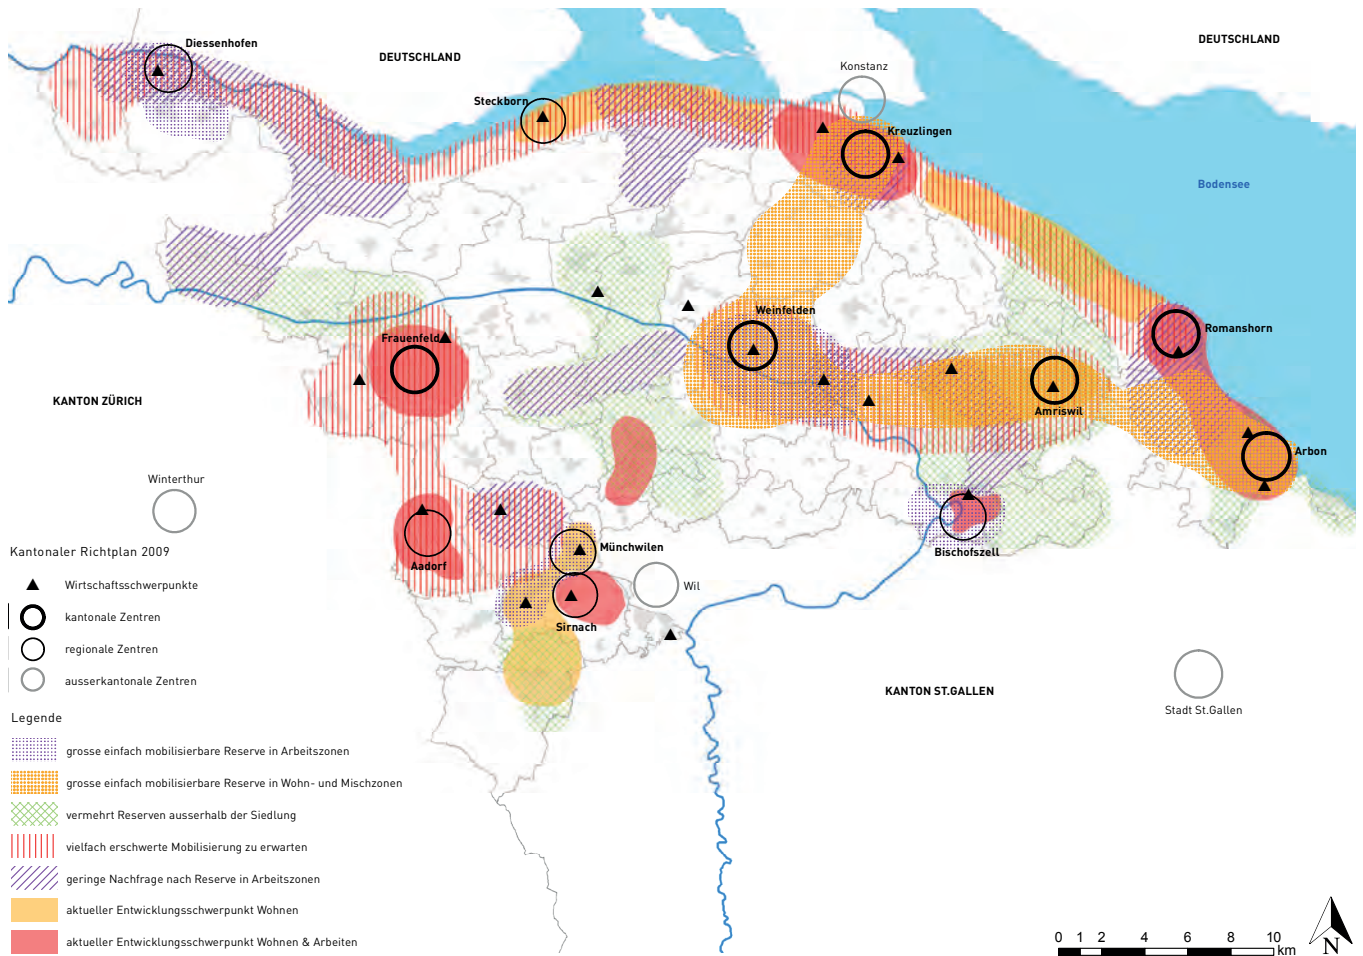 Diessenhofen
DEUTSCHLAND
DEUTSCHLAND
Konstanz
Steckborn
Kreuzlingen
Bodensee
Weinfelden
Romanshorn
Frauenfeld
KANTON ZÜRICH
Amriswil
Arbon
Winterthur
Kantonaler Richtplan 2009
Münchwilen
Bischofszell
Aadorf
Wirtschaftsschwerpunkte
Wil
kantonale Zentren
Sirnach
regionale Zentren
ausserkantonale Zentren
KANTON ST.GALLEN
Stadt St.Gallen
Legende
grosse einfach mobilisierbare Reserve in Arbeitszonen
grosse einfach mobilisierbare Reserve in Wohn- und Mischzonen
vermehrt Reserven ausserhalb der Siedlung
vielfach erschwerte Mobilisierung zu erwarten
geringe Nachfrage nach Reserve in Arbeitszonen
aktueller Entwicklungsschwerpunkt Wohnen
aktueller Entwicklungsschwerpunkt Wohnen & Arbeiten
0 1 2 4 6 8 10
km
N